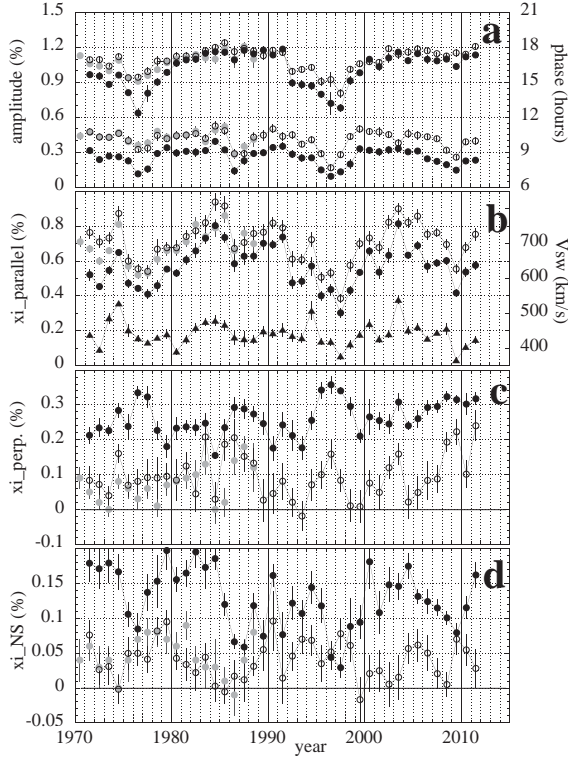 1.5 a 21
1.2 18
0.9 15
0.6 12
0.3 9
0 6
amplitude (%)
phase (hours)
b
0.8
0.6
0.4
0.2
0
xi_parallel (%)
700
600
500
400
Vsw (km/s)
c
0.3
0.2
0.1
0
-0.1
xi_perp. (%)
d
0.15
0.1
0.05
0
-0.05
xi_NS (%)
1970 1980 1990 2000 2010
year